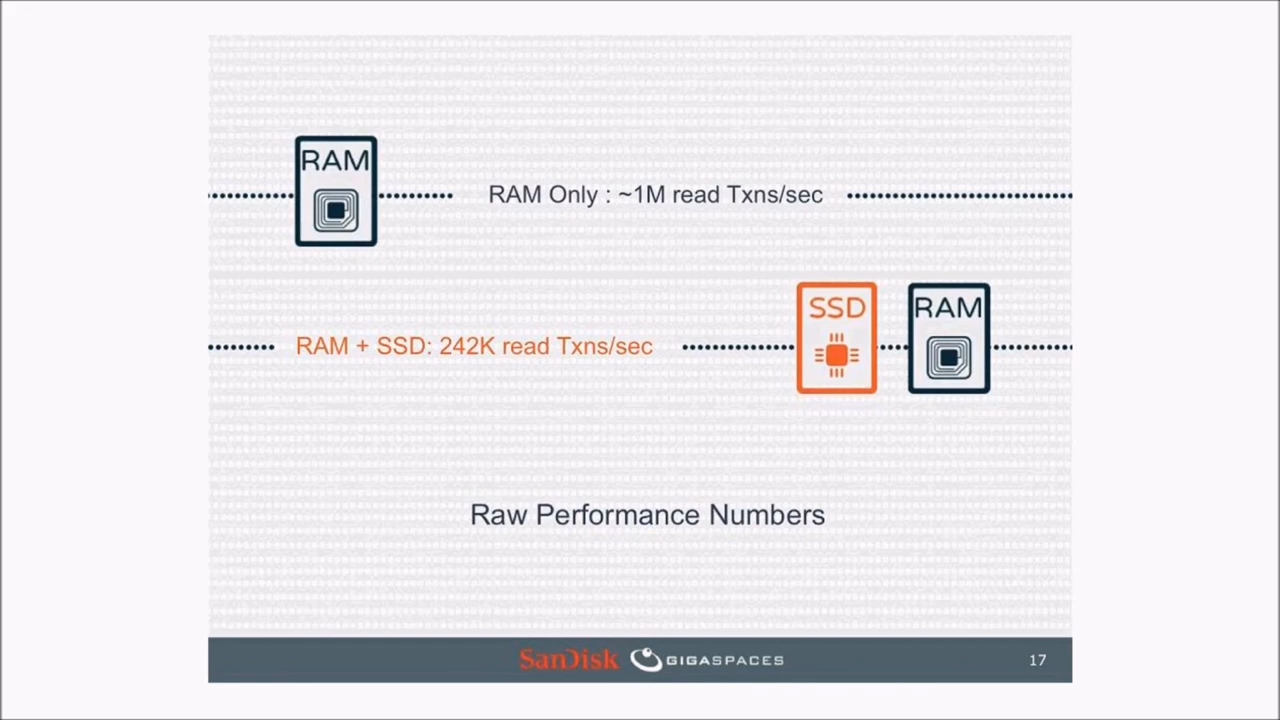 RAM
RAM Only : ~1M read Txns/sec
SSD
RAM
RAM + SSD: 242K read Txns/sec
Raw Performance Numbers
SanDisk
GIGASPACES
17